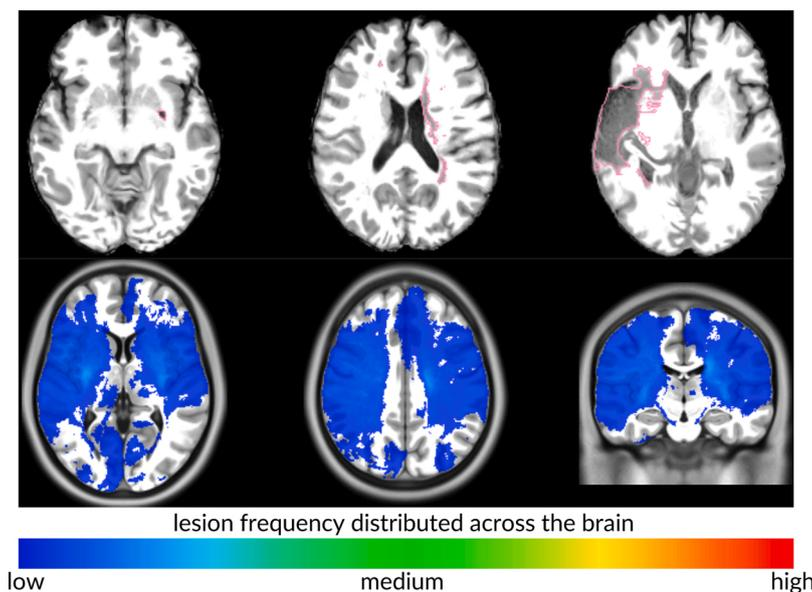 lesion frequency distributed across the brain
low medium high